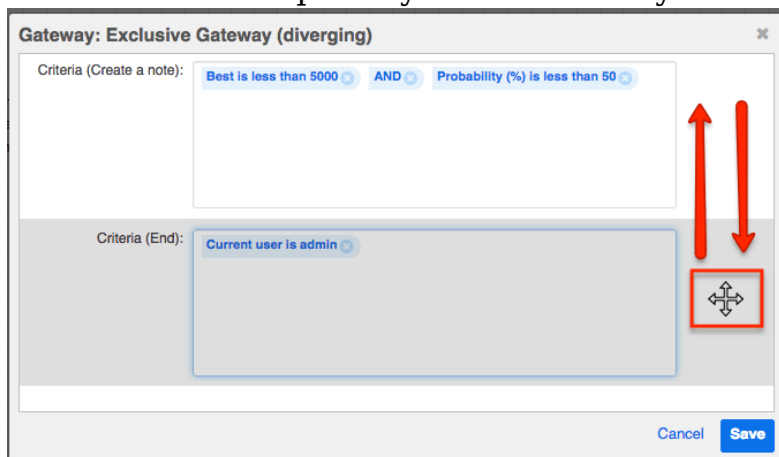 Gateway: Exclusive Gateway (diverging)
Criteria (Create a note):
Best is less than 5000 AND Probability (%) is less than 50
Criteria (End):
Current user is admin
Cancel Save